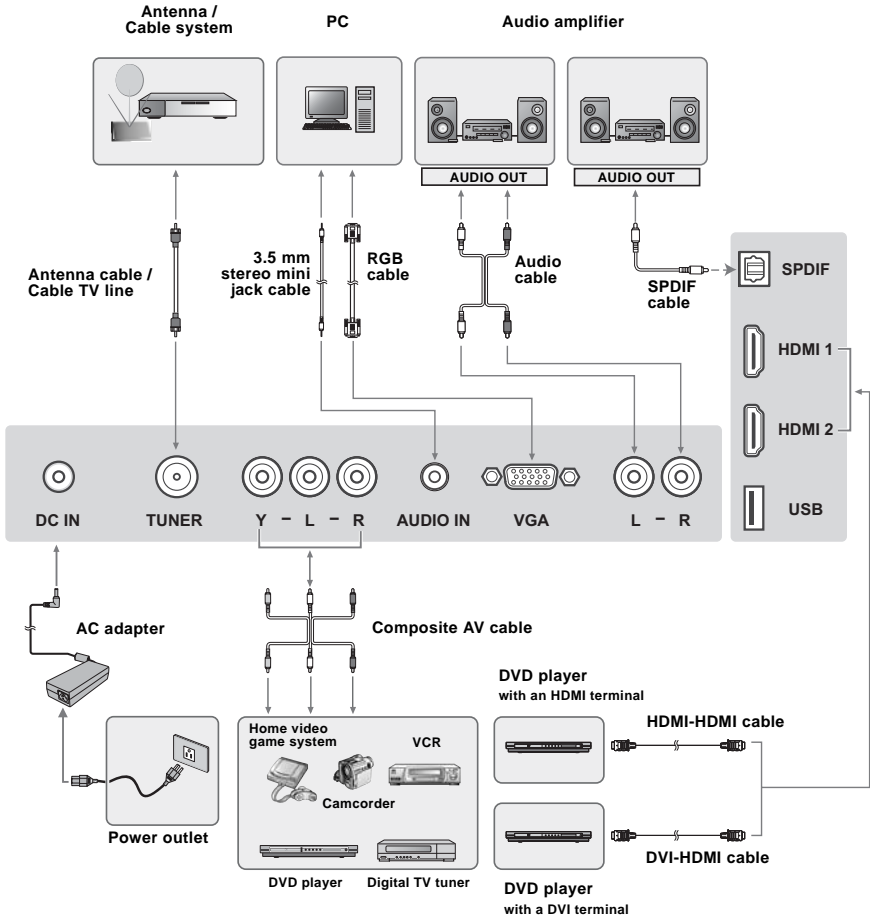 Antenna /
Cable system
PC
Audio amplifier
AUDIO OUT
AUDIO OUT
Antenna cable /
Cable TV line
3.5 mm
stereo mini
jack cable
RGB
cable
Audio
cable
SPDIF
cable
SPDIF
HDMI 1
HDMI 2
USB
DC IN
TUNER
Y – L – R
AUDIO IN
VGA
L – R
AC adapter
Composite AV cable
Power outlet
Home video
game system
VCR
Camcorder
DVD player
Digital TV tuner
DVD player
with an HDMI terminal
HDMI-HDMI cable
DVI-HDMI cable
DVD player
with a DVI terminal